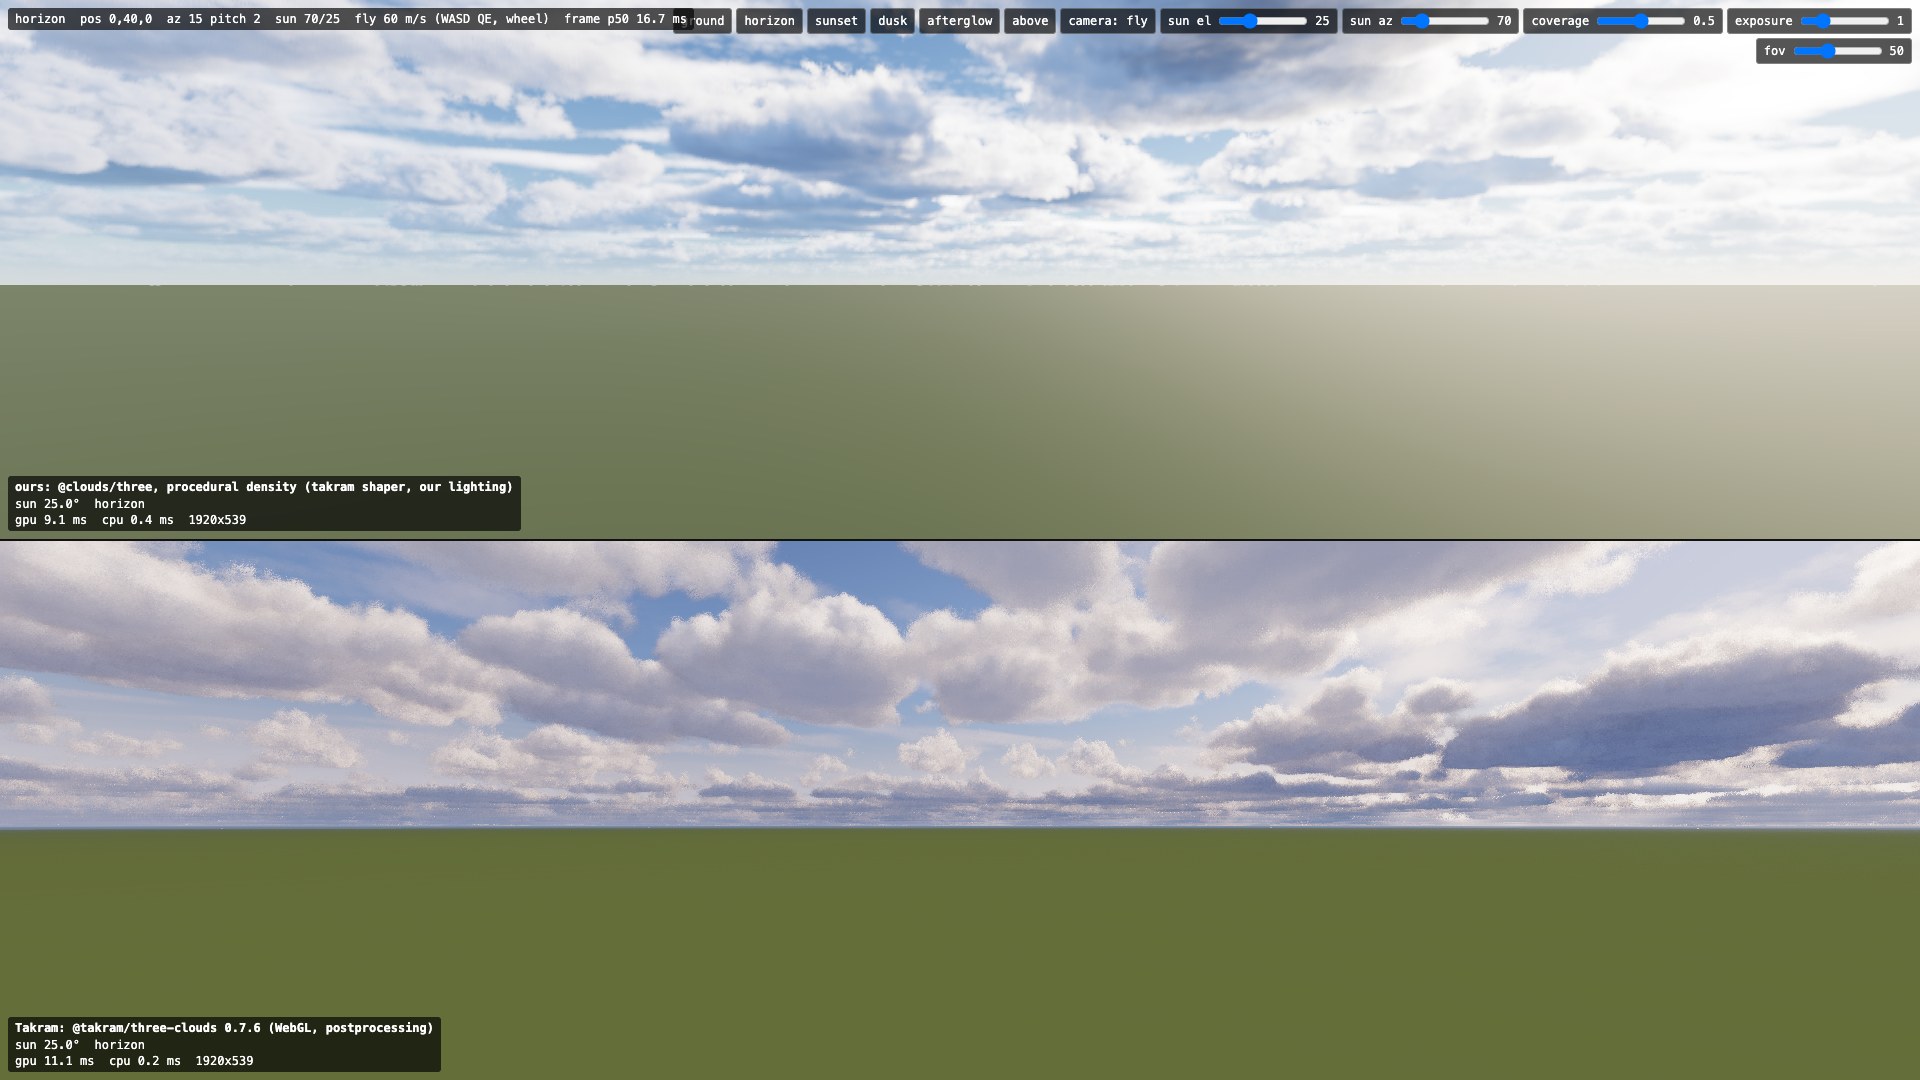 horizon pos 0,40,0 az 15 pitch 2 sun 70/25 fly 60 m/s (WASD QE, wheel) frame p50 16.7 ms
horizon sunset dusk afterglow above camera: fly sun el 25 sun az 70 coverage 0.5 exposure 1
fov 50
ours: @clouds/three, procedural density (takram shaper, our lighting)
sun 25.0° horizon
gpu 9.1 ms cpu 0.4 ms 1920x539
Takram: @takram/three-clouds 0.7.6 (WebGL, postprocessing)
sun 25.0° horizon
gpu 11.1 ms cpu 0.2 ms 1920x539